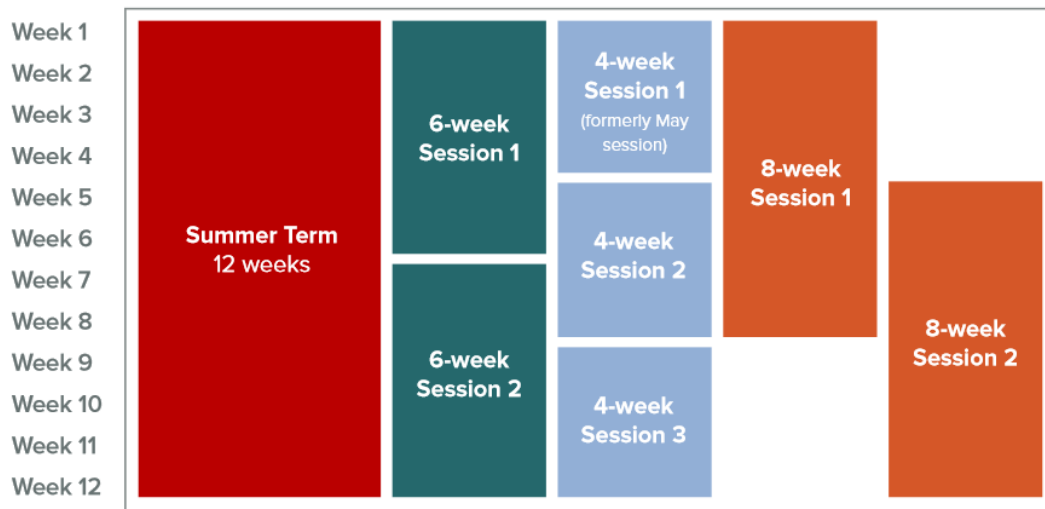 Week 1
Week 2
Week 3
Week 4
Week 5
Week 6
Week 7
Week 8
Week 9
Week 10
Week 11
Week 12
Summer Term
12 weeks
6-week
Session 1
6-week
Session 2
4-week
Session 1
(formerly May
session)
4-week
Session 2
4-week
Session 3
8-week
Session 1
8-week
Session 2